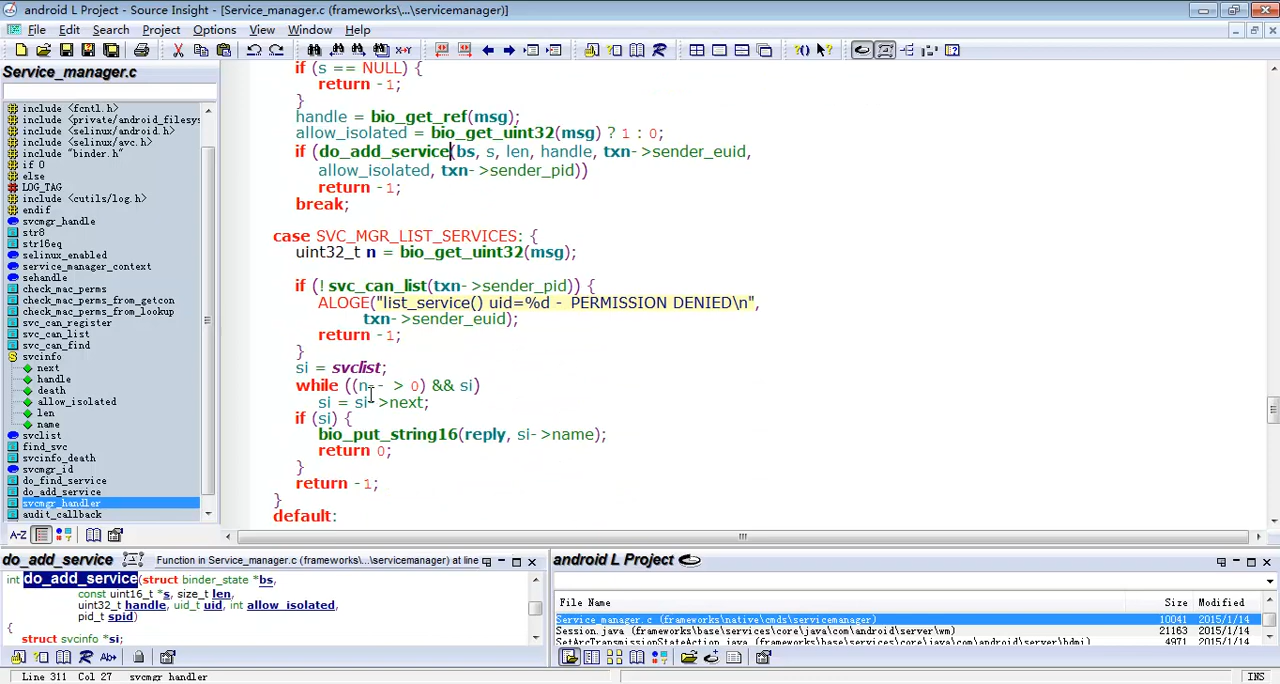 android L Project - Source Insight - [Service_manager.c (frameworks\...\servicemanager)]
File Edit Search Project Options View Window Help
Service_manager.c
include <fcntl.h>
include <private/android_filesys
include <selinux/android.h>
include <selinux/avc.h>
include "binder.h"
if 0
else
LOG_TAG
include <cutils/log.h>
endif
svcmgr_handle
str8
str16eq
selinux_enabled
service_manager_context
sehandle
check_mac_perms
check_mac_perms_from_getcon
check_mac_perms_from_lookup
svc_can_register
svc_can_list
svc_can_find
svcinfo
next
handle
death
allow_isolated
len
name
svclist
find_svc
svcinfo_death
svcmgr_id
do_find_service
do_add_service
svcmgr_handler
audit_callback
A-Z
if (s == NULL) {
return -1;
}
handle = bio_get_ref(msg);
allow_isolated = bio_get_uint32(msg) ? 1 : 0;
if (do_add_service(bs, s, len, handle, txn->sender_euid,
allow_isolated, txn->sender_pid))
return -1;
break;
case SVC_MGR_LIST_SERVICES: {
uint32_t n = bio_get_uint32(msg);
if (! svc_can_list(txn->sender_pid)) {
ALOGE("list_service() uid=%d - PERMISSION DENIED\n",
txn->sender_euid);
return -1;
}
si = svclist;
while ((n-- > 0) && si)
si = si->next;
if (si) {
bio_put_string16(reply, si->name);
return 0;
}
return -1;
}
default:
do_add_service Function in Service_manager.c (frameworks\...\servicemanager) at line
int do_add_service(struct binder_state *bs,
const uint16_t *s, size_t len,
uint32_t handle, uid_t uid, int allow_isolated,
pid_t spid)
{
struct svcinfo *si;
android L Project
File Name Size Modified
Service_manager.c (frameworks\native\cmds\servicemanager) 10041 2015/1/14
Session.java (frameworks\base\services\core\java\com\android\server\wm) 21163 2015/1/14
SetArcTransmissionStateAction.java (frameworks\base\services\core\java\com\android\server\hdmi) 4971 2015/1/14
Line 311 Col 27 svcmgr_handler INS